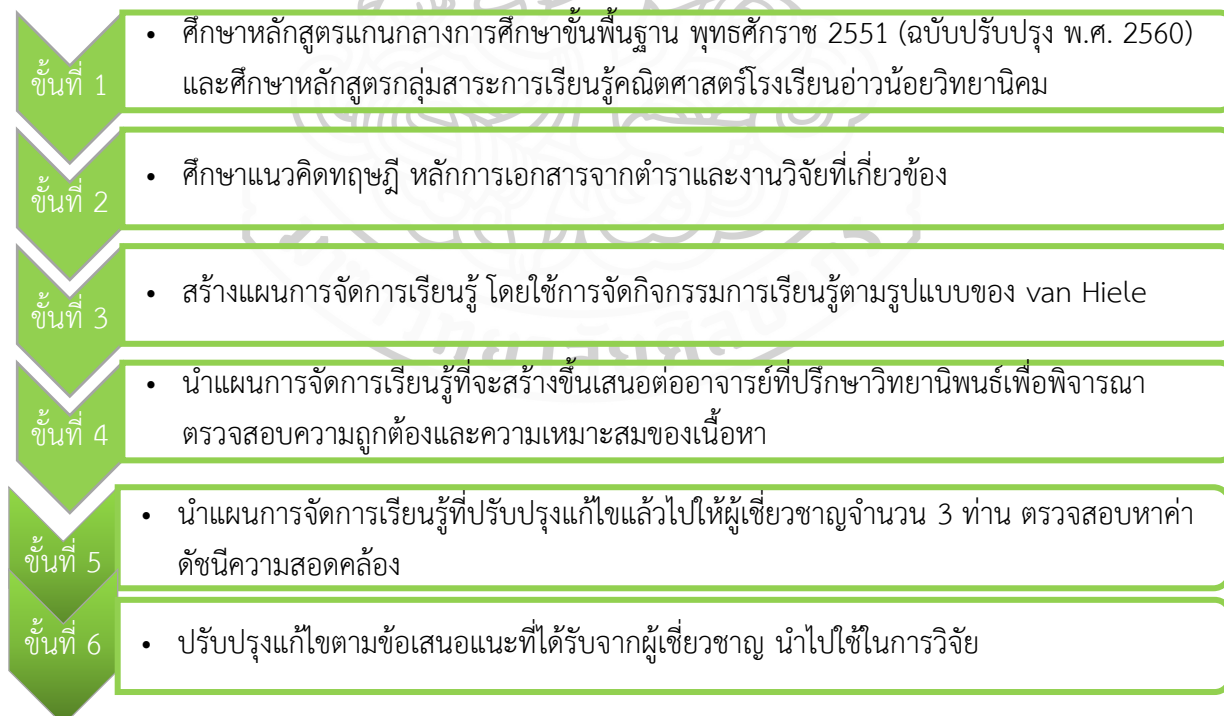 ขั้นที่ 1
• ศึกษาหลักสูตรแกนกลางการศึกษาขั้นพื้นฐาน พุทธศักราช 2551 (ฉบับปรับปรุง พ.ศ. 2560)
และศึกษาหลักสูตรกลุ่มสาระการเรียนรู้คณิตศาสตร์โรงเรียนอ่าวน้อยวิทยานิคม
ขั้นที่ 2
• ศึกษาแนวคิดทฤษฎี หลักการเอกสารจากตำราและงานวิจัยที่เกี่ยวข้อง
ขั้นที่ 3
• สร้างแผนการจัดการเรียนรู้ โดยใช้การจัดกิจกรรมการเรียนรู้ตามรูปแบบของ van Hiele
ขั้นที่ 4
• นำแผนการจัดการเรียนรู้ที่จะสร้างขึ้นเสนอต่ออาจารย์ที่ปรึกษาวิทยานิพนธ์เพื่อพิจารณา
ตรวจสอบความถูกต้องและความเหมาะสมของเนื้อหา
ขั้นที่ 5
• นำแผนการจัดการเรียนรู้ที่ปรับปรุงแก้ไขแล้วไปให้ผู้เชี่ยวชาญจำนวน 3 ท่าน ตรวจสอบหาค่า
ดัชนีความสอดคล้อง
ขั้นที่ 6
• ปรับปรุงแก้ไขตามข้อเสนอแนะที่ได้รับจากผู้เชี่ยวชาญ นำไปใช้ในการวิจัย